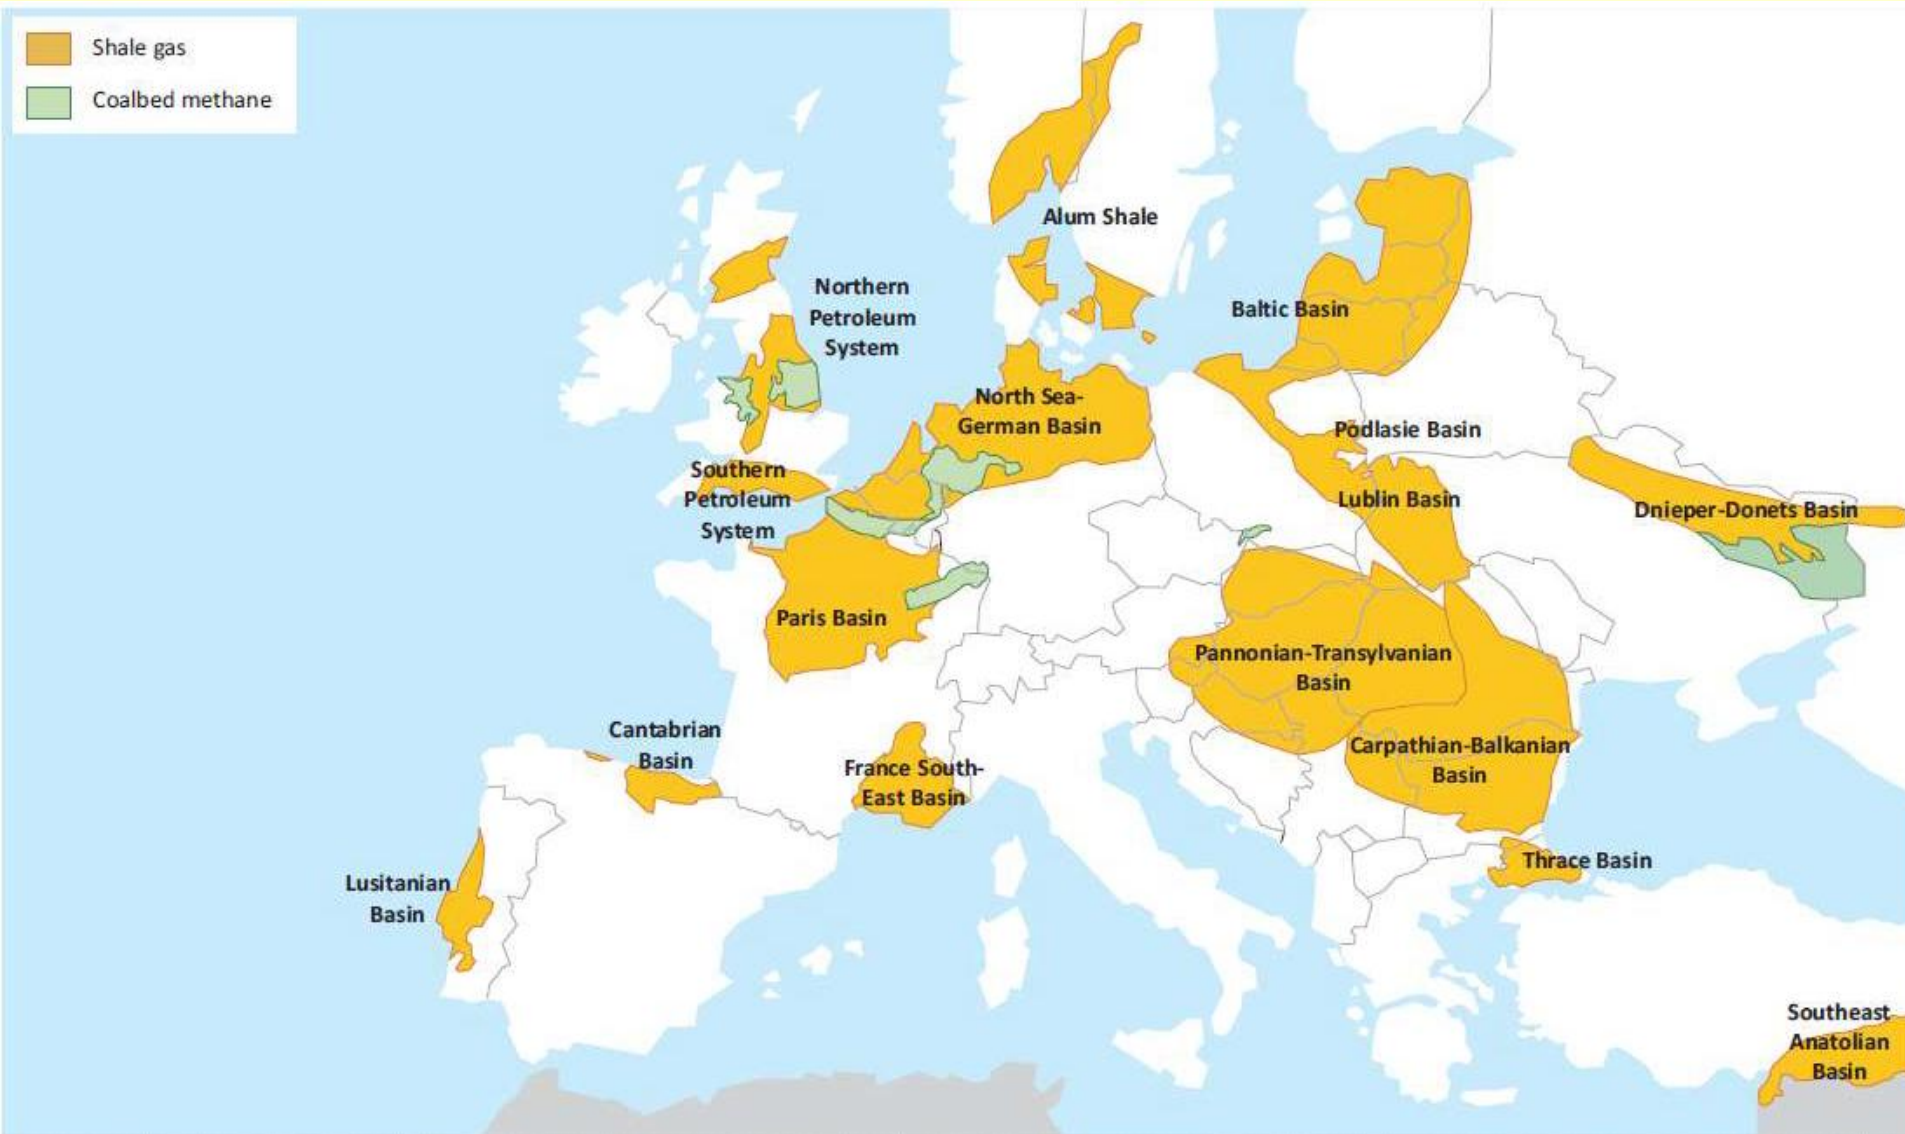 Shale gas
Coalbed methane
Alum Shale
Northern
Petroleum
System
Baltic Basin
North Sea-
German Basin
Podlasie Basin
Southern
Petroleum
System
Lublin Basin
Dnieper-Donets Basin
Paris Basin
Pannonian-Transylvanian
Basin
Cantabrian
Basin
France South-
East Basin
Carpathian-Balkanian
Basin
Lusitanian
Basin
Thrace Basin
Southeast
Anatolian
Basin